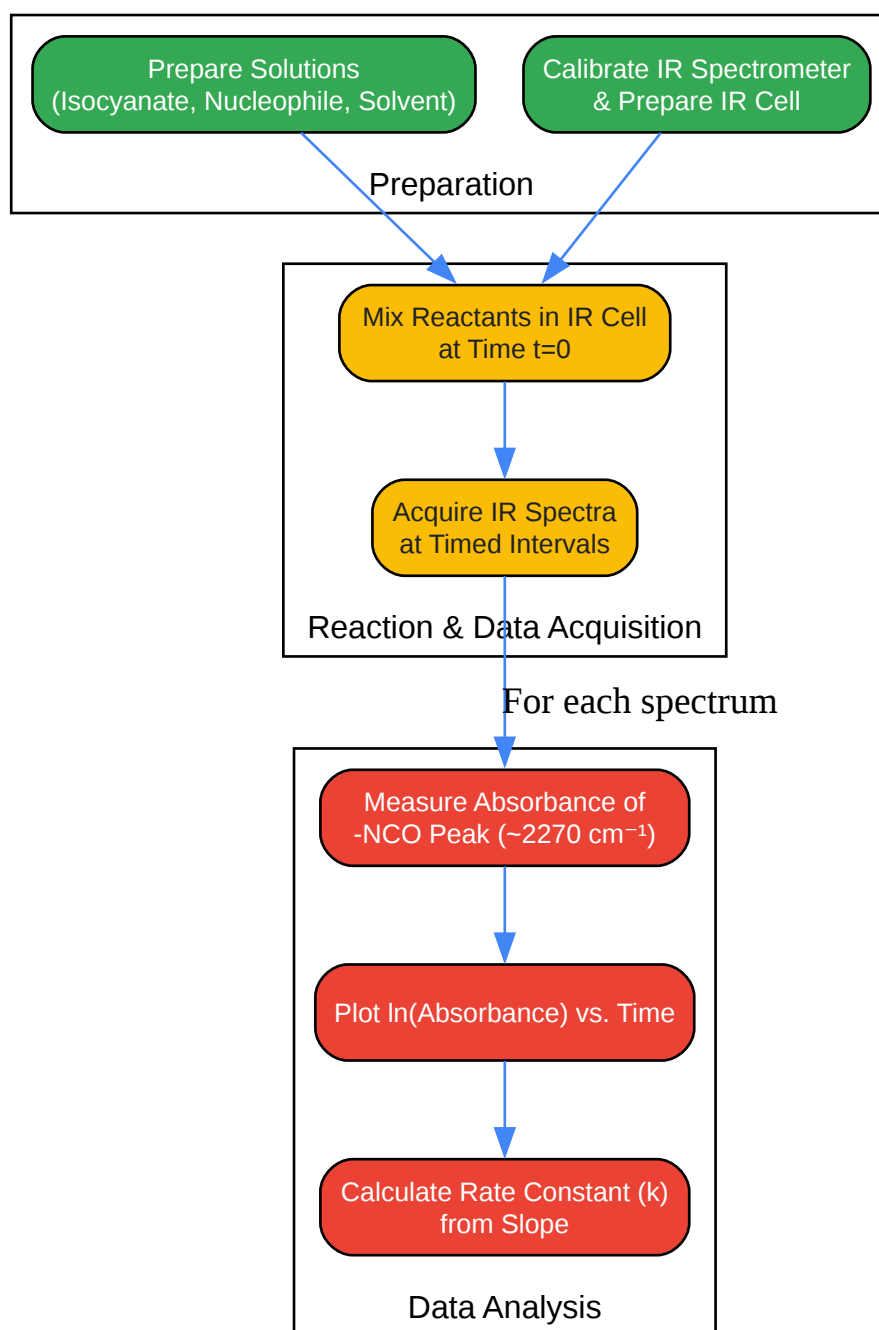 Prepare Solutions
(Isocyanate, Nucleophile, Solvent)
Calibrate IR Spectrometer
& Prepare IR Cell
Preparation
Mix Reactants in IR Cell
at Time t=0
Acquire IR Spectra
at Timed Intervals
Reaction & Data Acquisition
For each spectrum
Measure Absorbance of
-NCO Peak (~2270 cm⁻¹)
Plot ln(Absorbance) vs. Time
Calculate Rate Constant (k)
from Slope
Data Analysis